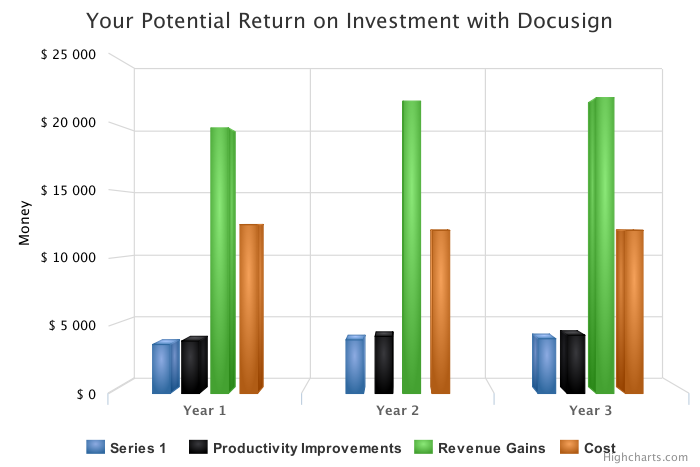 Your Potential Return on Investment with Docusign
$ 25 000
$ 20 000
$ 15 000
$ 10 000
$ 5 000
$ 0
Money
Year 1
Year 2
Year 3
Series 1
Productivity Improvements
Revenue Gains
Cost
Highcharts.com